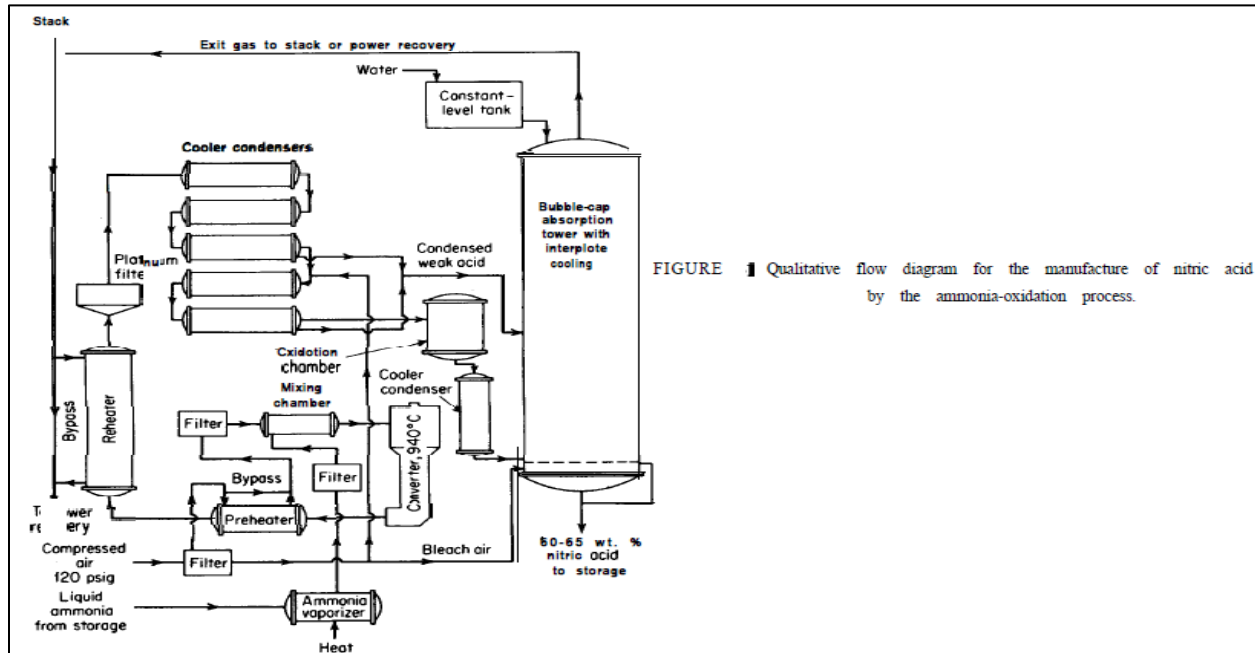 Stack
Exit gas to stack or power recovery
Water
Constant-
level tank
Cooler condensers
Bubble-cap
absorption
tower with
interplote
cooling
Condensed
weak acid
Oxidation
chamber
Cooler
condenser
Mixing
chamber
Filter
Converter, 940°C
Bypass
Reheater
Filter
Bypass
Preheater
Compressed
air
120 psig
Filter
Bleach air
60-65 wt. %
nitric acid
to storage
Liquid
ammonia
from storage
Ammonia
vaporizer
Heat
FIGURE 1 Qualitative flow diagram for the manufacture of nitric acid
by the ammonia-oxidation process.